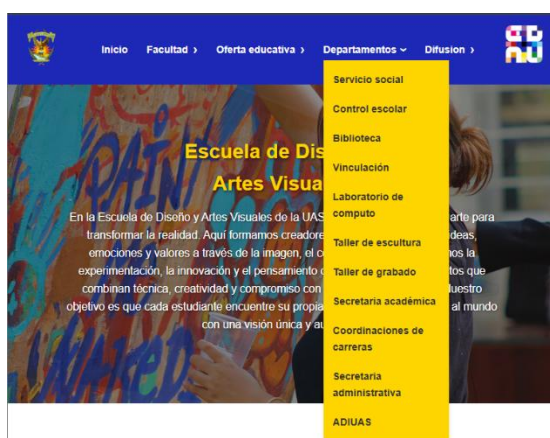 Inicio
Facultad ›
Oferta educativa ›
Departamentos
Difusion ›
Servicio social
Control escolar
Biblioteca
Vinculación
Laboratorio de
computo
Taller de escultura
Taller de grabado
Secretaria académica
Coordinaciones de
carreras
Secretaria
administrativa
ADIUAS
Escuela de Dis
Artes Visua
En la Escuela de Diseño y Artes Visuales de la UAS arte para
transformar la realidad. Aquí formamos creadore deas,
emociones y valores a través de la imagen, el c mos la
experimentación, la innovación y el pensamiento tos que
combinan técnica, creatividad y compromiso con uestro
objetivo es que cada estudiante encuentre su propia al mundo
con una visión única y au
PAINT